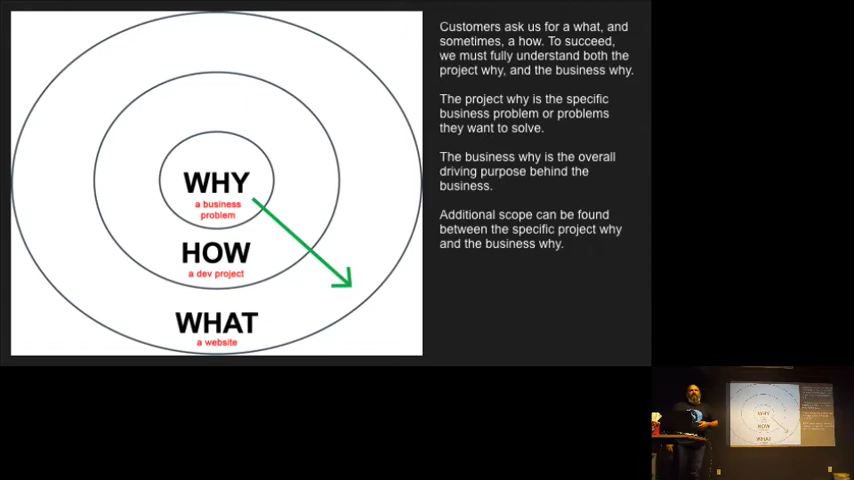 WHY
a business
problem
HOW
a dev project
WHAT
a website
Customers ask us for a what, and
sometimes, a how. To succeed,
we must fully understand both the
project why, and the business why.
The project why is the specific
business problem or problems
they want to solve.
The business why is the overall
driving purpose behind the
business.
Additional scope can be found
between the specific project why
and the business why.
WHY
HOW
WHAT